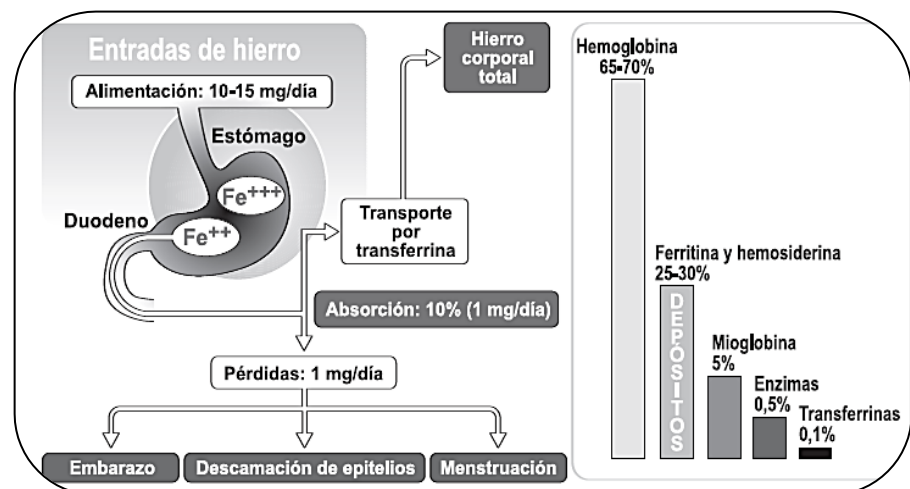 Entradas de hierro
Alimentación: 10-15 mg/día
Estómago
Fe+++
Duodeno
Fe++
Transporte
por
transferrina
Hierro
corporal
total
Absorción: 10% (1 mg/día)
Pérdidas: 1 mg/día
Embarazo
Descamación de epitelios
Menstruación
Hemoglobina
65-70%
Ferritina y hemosiderina
25-30%
DEPÓSITOS
Mioglobina
5%
Enzimas
0,5%
Transferrinas
0,1%